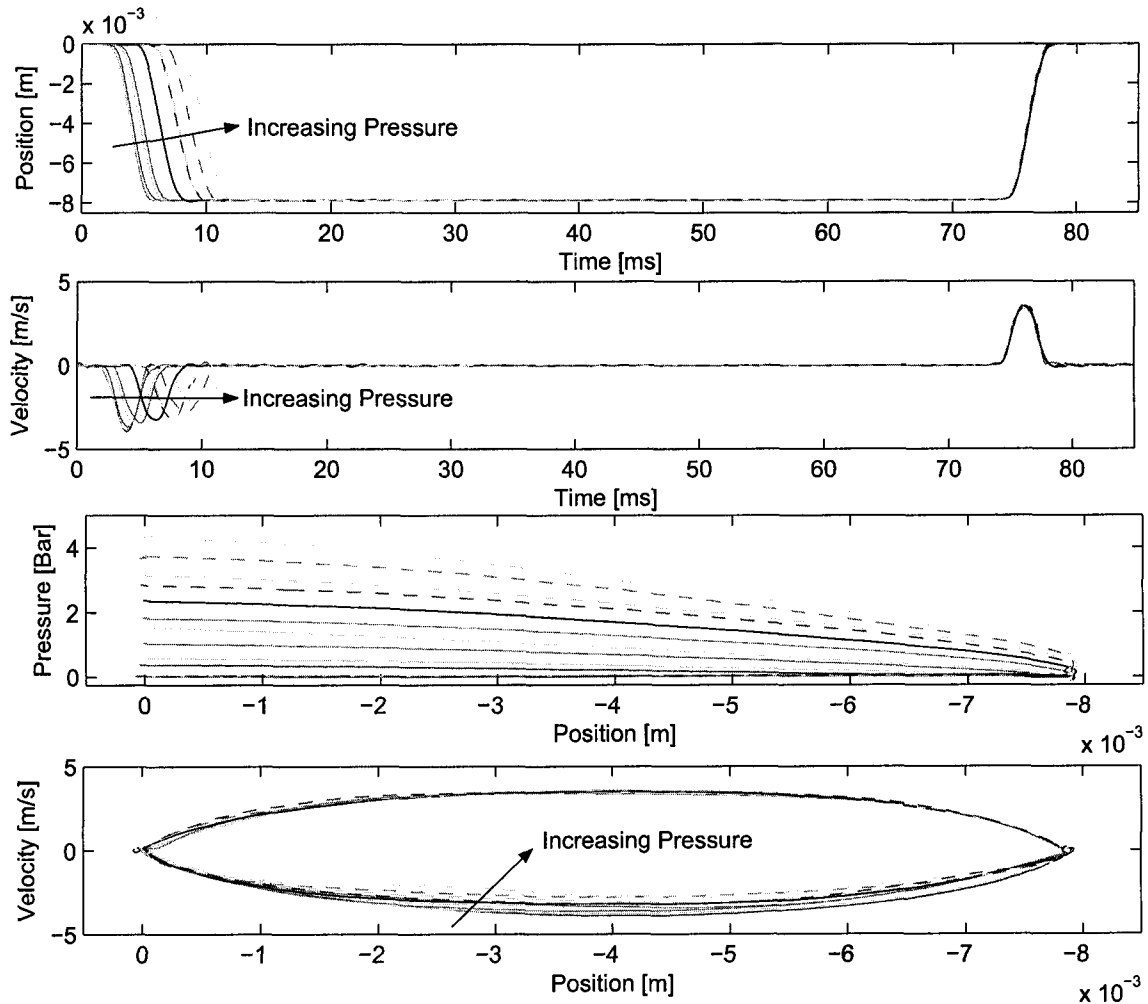 x 10⁻³
0
−2
−4
−6
−8
Position [m]
Increasing Pressure
0 10 20 30 40 50 60 70 80
Time [ms]
5
0
−5
Velocity [m/s]
Increasing Pressure
0 10 20 30 40 50 60 70 80
Time [ms]
4
2
0
Pressure [Bar]
0 −1 −2 −3 −4 −5 −6 −7 −8
Position [m]
x 10⁻³
5
0
−5
Velocity [m/s]
Increasing Pressure
0 −1 −2 −3 −4 −5 −6 −7 −8
Position [m]
x 10⁻³